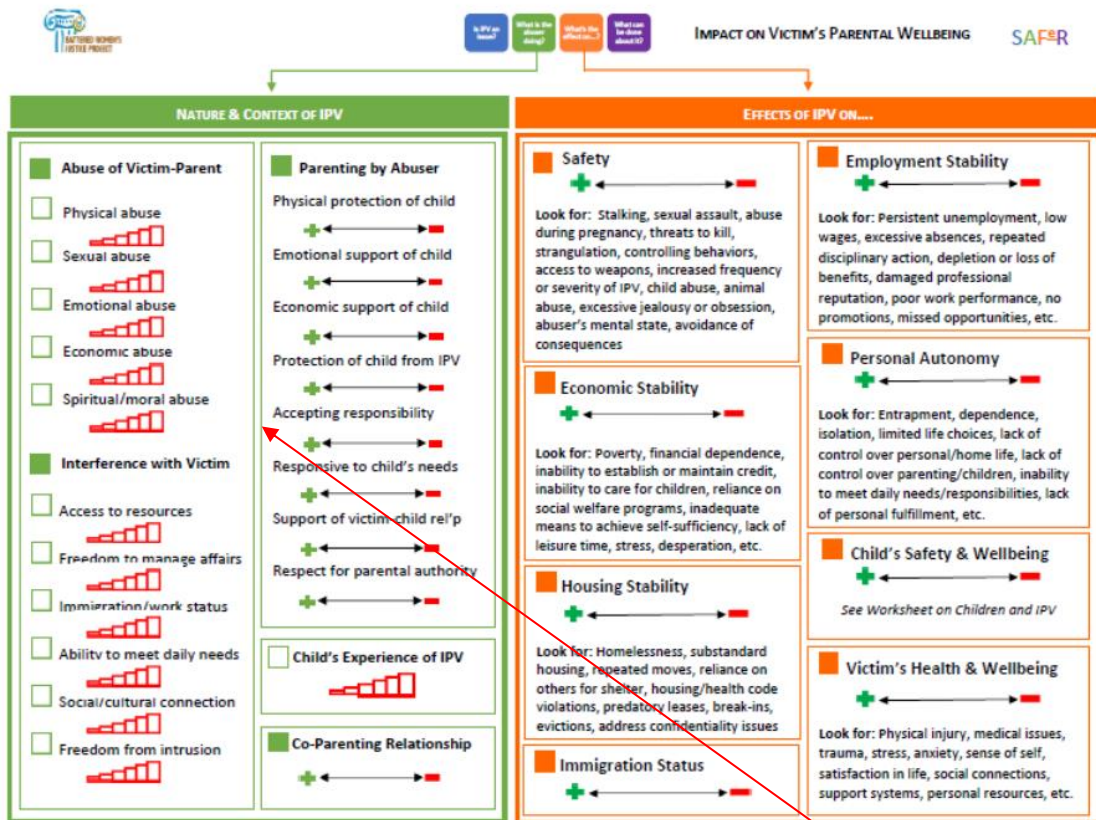 BATTERED WOMEN'S
JUSTICE PROJECT
Is IPV an
issue?
What is the
abuser
doing?
What's the
effect on...?
What can
be done
about it?
IMPACT ON VICTIM'S PARENTAL WELLBEING
SAFeR
NATURE & CONTEXT OF IPV
Abuse of Victim-Parent
Physical abuse
Sexual abuse
Emotional abuse
Economic abuse
Spiritual/moral abuse
Interference with Victim
Access to resources
Freedom to manage affairs
Immigration/work status
Ability to meet daily needs
Social/cultural connection
Freedom from intrusion
Parenting by Abuser
Physical protection of child
Emotional support of child
Economic support of child
Protection of child from IPV
Accepting responsibility
Responsive to child's needs
Support of victim-child rel'p
Respect for parental authority
Child's Experience of IPV
Co-Parenting Relationship
EFFECTS OF IPV ON....
Safety
Look for: Stalking, sexual assault, abuse
during pregnancy, threats to kill,
strangulation, controlling behaviors,
access to weapons, increased frequency
or severity of IPV, child abuse, animal
abuse, excessive jealousy or obsession,
abuser's mental state, avoidance of
consequences
Economic Stability
Look for: Poverty, financial dependence,
inability to establish or maintain credit,
inability to care for children, reliance on
social welfare programs, inadequate
means to achieve self-sufficiency, lack of
leisure time, stress, desperation, etc.
Housing Stability
Look for: Homelessness, substandard
housing, repeated moves, reliance on
others for shelter, housing/health code
violations, predatory leases, break-ins,
evictions, address confidentiality issues
Immigration Status
Employment Stability
Look for: Persistent unemployment, low
wages, excessive absences, repeated
disciplinary action, depletion or loss of
benefits, damaged professional
reputation, poor work performance, no
promotions, missed opportunities, etc.
Personal Autonomy
Look for: Entrapment, dependence,
isolation, limited life choices, lack of
control over personal/home life, lack of
control over parenting/children, inability
to meet daily needs/responsibilities, lack
of personal fulfillment, etc.
Child's Safety & Wellbeing
See Worksheet on Children and IPV
Victim's Health & Wellbeing
Look for: Physical injury, medical issues,
trauma, stress, anxiety, sense of self,
satisfaction in life, social connections,
support systems, personal resources, etc.